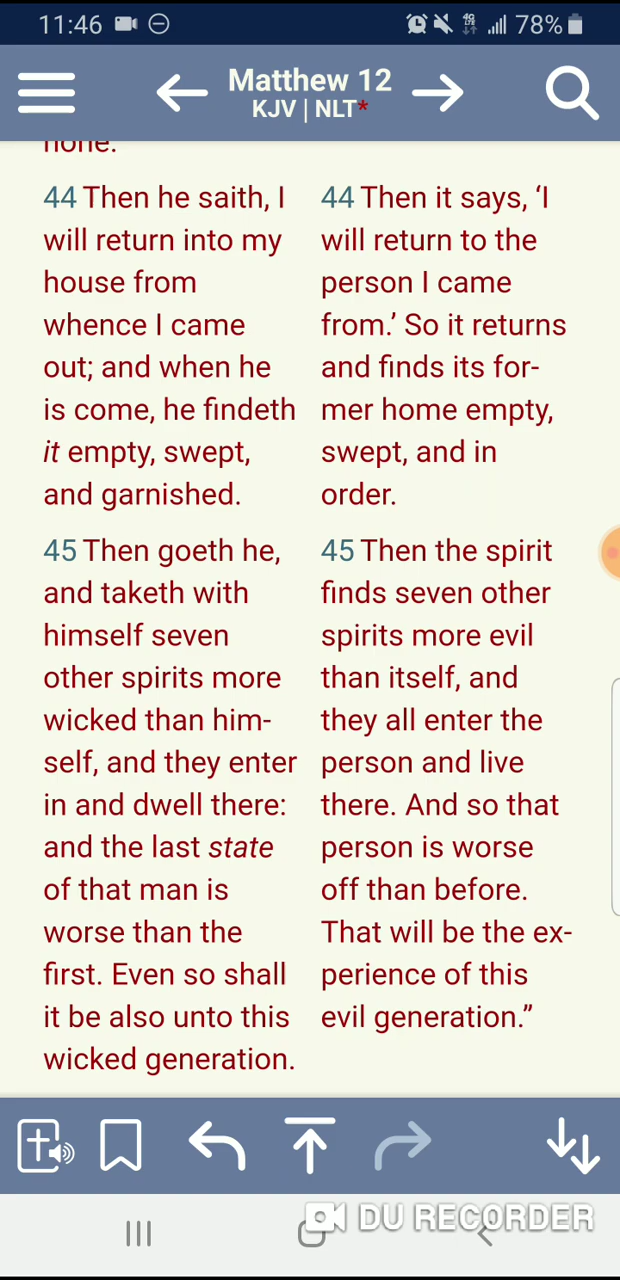 11:46
78%
Matthew 12
KJV | NLT*
none.
44 Then he saith, I
will return into my
house from
whence I came
out; and when he
is come, he findeth
it empty, swept,
and garnished.
45 Then goeth he,
and taketh with
himself seven
other spirits more
wicked than him-
self, and they enter
in and dwell there:
and the last state
of that man is
worse than the
first. Even so shall
it be also unto this
wicked generation.
44 Then it says, ‘I
will return to the
person I came
from.’ So it returns
and finds its for-
mer home empty,
swept, and in
order.
45 Then the spirit
finds seven other
spirits more evil
than itself, and
they all enter the
person and live
there. And so that
person is worse
off than before.
That will be the ex-
perience of this
evil generation.”
DU RECORDER